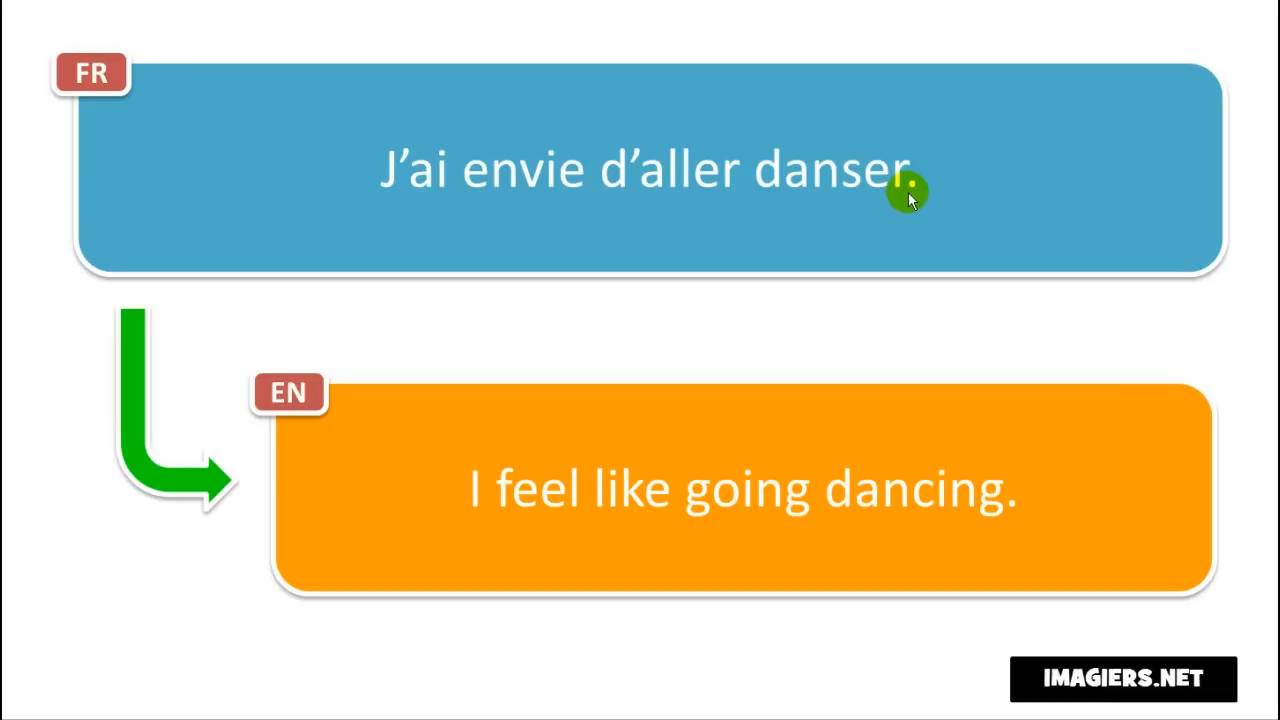 FR
J’ai envie d’aller danser.
EN
I feel like going dancing.
IMAGIERS.NET